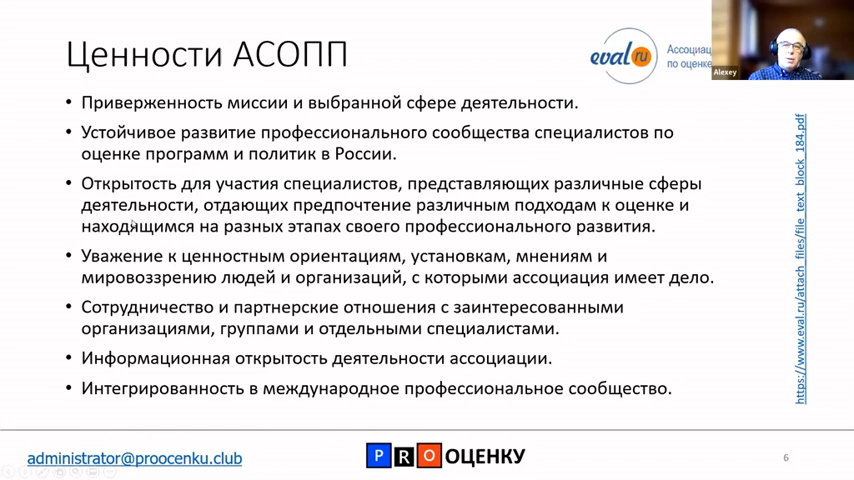 Ценности АСОПП
eval.ru
Ассоциац
по оценке
Alexey
• Приверженность миссии и выбранной сфере деятельности.
• Устойчивое развитие профессионального сообщества специалистов по
оценке программ и политик в России.
• Открытость для участия специалистов, представляющих различные сферы
деятельности, отдающих предпочтение различным подходам к оценке и
находящимся на разных этапах своего профессионального развития.
• Уважение к ценностным ориентациям, установкам, мнениям и
мировоззрению людей и организаций, с которыми ассоциация имеет дело.
• Сотрудничество и партнерские отношения с заинтересованными
организациями, группами и отдельными специалистами.
• Информационная открытость деятельности ассоциации.
• Интегрированность в международное профессиональное сообщество.
https://www.eval.ru/attach_files/file_text_block_184.pdf
administrator@proocenku.club
PRO ОЦЕНКУ
6